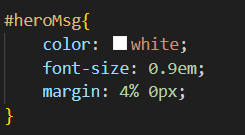 #heroMsg{
color: white;
font-size: 0.9em;
margin: 4% 0px;
}